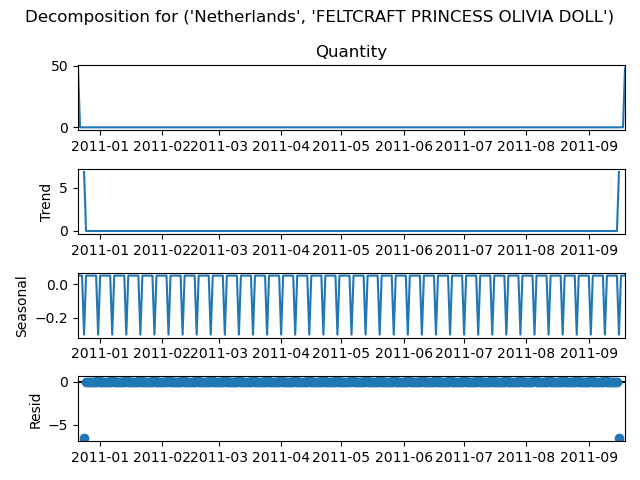 Decomposition for ('Netherlands', 'FELTCRAFT PRINCESS OLIVIA DOLL')
Quantity
50
0
2011-01 2011-02 2011-03 2011-04 2011-05 2011-06 2011-07 2011-08 2011-09
Trend
5
0
2011-01 2011-02 2011-03 2011-04 2011-05 2011-06 2011-07 2011-08 2011-09
Seasonal
0.0
−0.2
2011-01 2011-02 2011-03 2011-04 2011-05 2011-06 2011-07 2011-08 2011-09
Resid
0
−5
2011-01 2011-02 2011-03 2011-04 2011-05 2011-06 2011-07 2011-08 2011-09